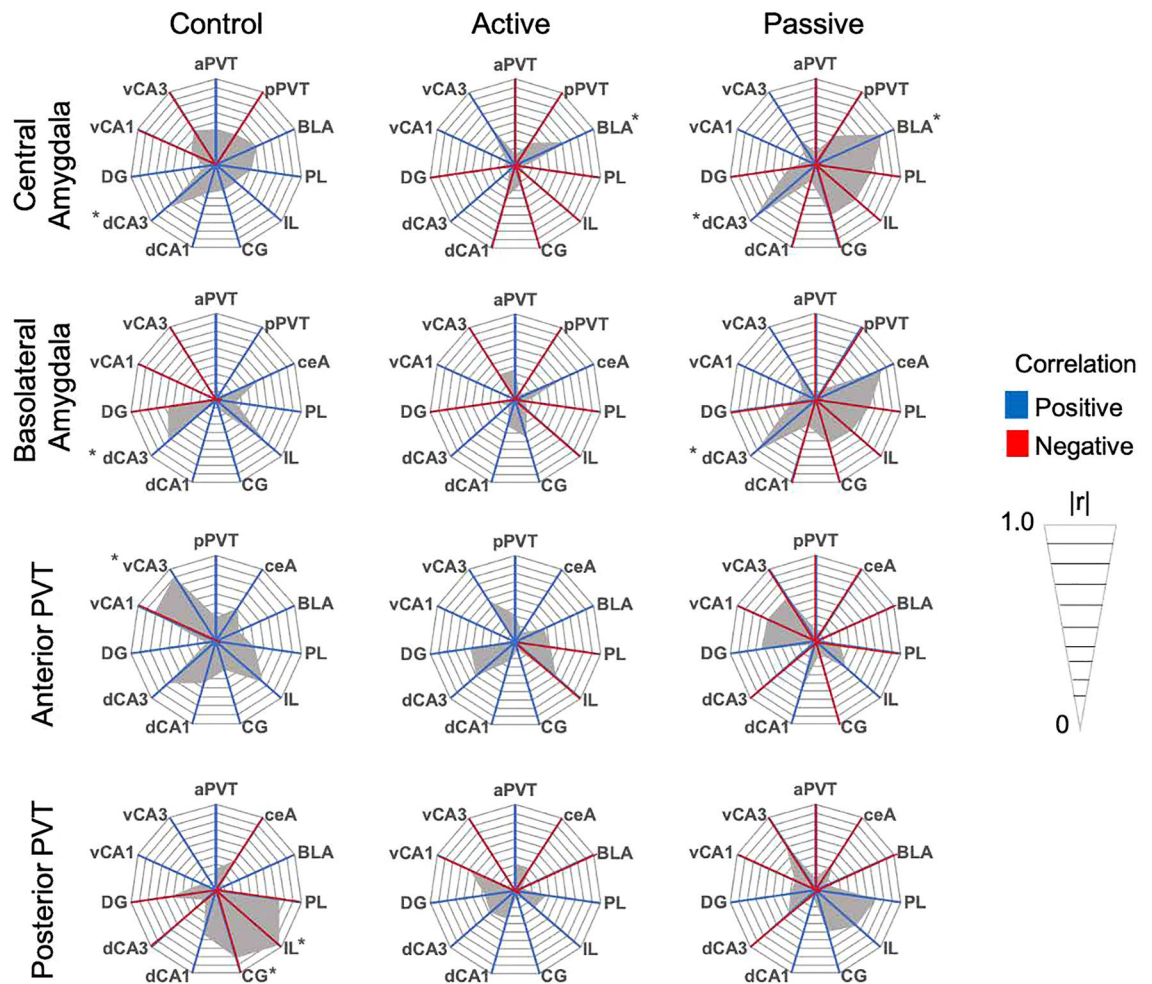 Control
Active
Passive
Central
Amygdala
aPVT
vCA3
pPVT
vCA1
BLA
DG
PL
* dCA3
IL
dCA1
CG
aPVT
vCA3
pPVT
vCA1
BLA*
DG
PL
dCA3
IL
dCA1
CG
aPVT
vCA3
pPVT
vCA1
BLA*
DG
PL
*dCA3
IL
dCA1
CG
Basolateral
Amygdala
aPVT
vCA3
pPVT
vCA1
ceA
DG
PL
* dCA3
IL
dCA1
CG
aPVT
vCA3
pPVT
vCA1
ceA
DG
PL
dCA3
IL
dCA1
CG
aPVT
vCA3
pPVT
vCA1
ceA
DG
PL
* dCA3
IL
dCA1
CG
Anterior PVT
pPVT
* vCA3
ceA
vCA1
BLA
DG
PL
dCA3
IL
dCA1
CG
pPVT
vCA3
ceA
vCA1
BLA
DG
PL
dCA3
IL
dCA1
CG
pPVT
vCA3
ceA
vCA1
BLA
DG
PL
dCA3
IL
dCA1
CG
Posterior PVT
aPVT
vCA3
ceA
vCA1
BLA
DG
PL
dCA3
IL*
dCA1
CG*
aPVT
vCA3
ceA
vCA1
BLA
DG
PL
dCA3
IL
dCA1
CG
aPVT
vCA3
ceA
vCA1
BLA
DG
PL
dCA3
IL
dCA1
CG
Correlation
Positive
Negative
|r|
1.0
0